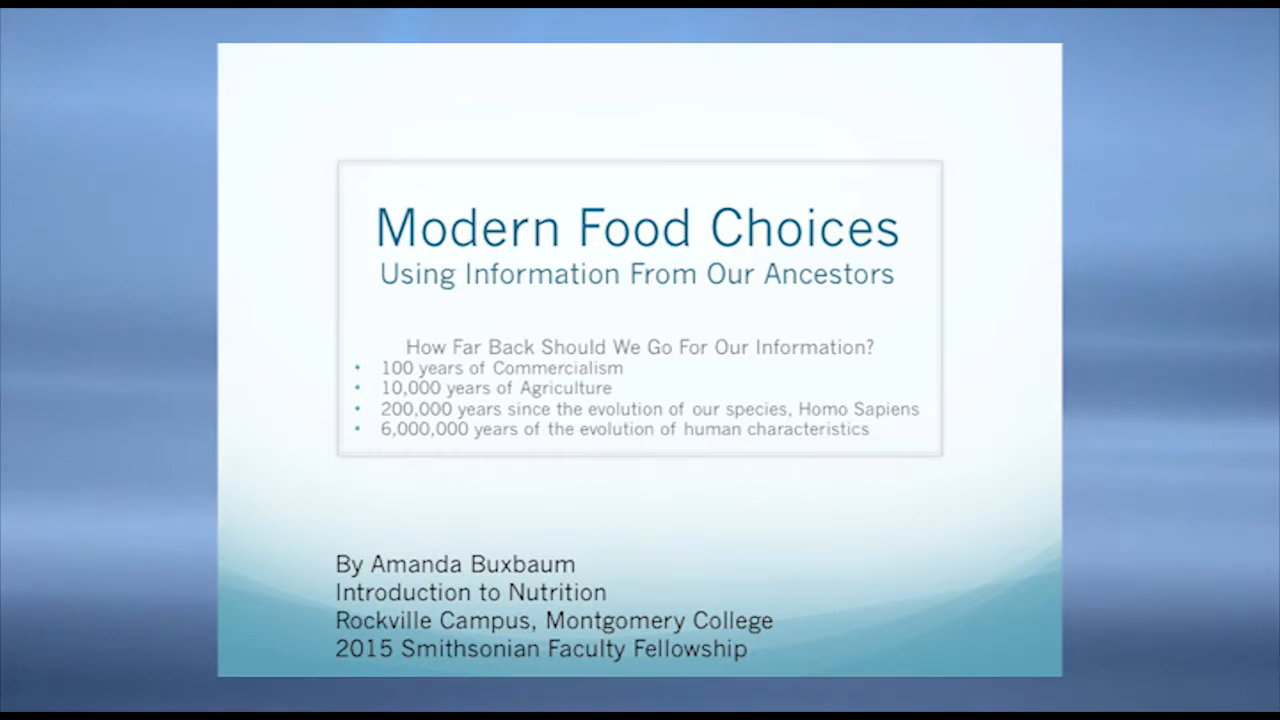 Modern Food Choices
Using Information From Our Ancestors
How Far Back Should We Go For Our Information?
• 100 years of Commercialism
• 10,000 years of Agriculture
• 200,000 years since the evolution of our species, Homo Sapiens
• 6,000,000 years of the evolution of human characteristics
By Amanda Buxbaum
Introduction to Nutrition
Rockville Campus, Montgomery College
2015 Smithsonian Faculty Fellowship